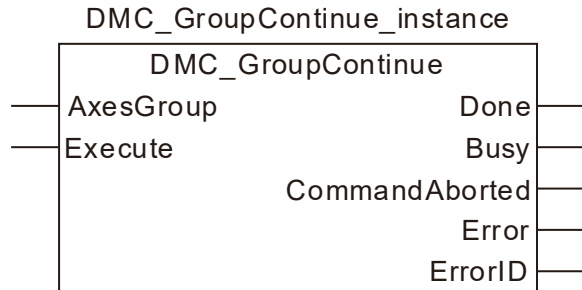 DMC_GroupContinue_instance
DMC_GroupContinue
AxesGroup Done
Execute Busy
CommandAborted
Error
ErrorID